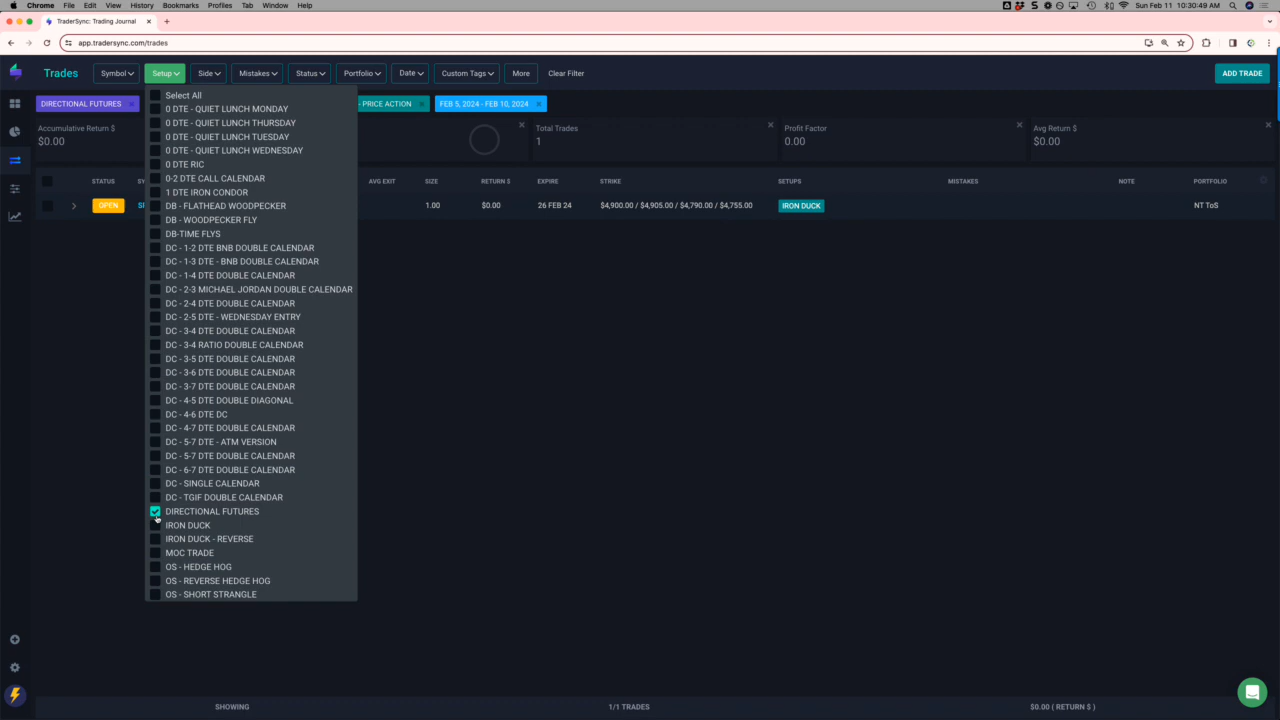 Chrome File Edit View History Bookmarks Profiles Tab Window Help
Sun Feb 11 10:30:49 AM
TraderSync: Trading Journal
app.tradersync.com/trades
Trades
Symbol
Setup
Side
Mistakes
Status
Portfolio
Date
Custom Tags
More
Clear Filter
ADD TRADE
DIRECTIONAL FUTURES
- PRICE ACTION
FEB 5, 2024 - FEB 10, 2024
Accumulative Return $
$0.00
Total Trades
1
Profit Factor
0.00
Avg Return $
$0.00
STATUS
AVG EXIT
SIZE
RETURN $
EXPIRE
STRIKE
SETUPS
MISTAKES
NOTE
PORTFOLIO
OPEN
1.00
$0.00
26 FEB 24
$4,900.00 / $4,905.00 / $4,790.00 / $4,755.00
IRON DUCK
NT ToS
Select All
0 DTE - QUIET LUNCH MONDAY
0 DTE - QUIET LUNCH THURSDAY
0 DTE - QUIET LUNCH TUESDAY
0 DTE - QUIET LUNCH WEDNESDAY
0 DTE RIC
0-2 DTE CALL CALENDAR
1 DTE IRON CONDOR
DB - FLATHEAD WOODPECKER
DB - WOODPECKER FLY
DB-TIME FLYS
DC - 1-2 DTE BNB DOUBLE CALENDAR
DC - 1-3 DTE - BNB DOUBLE CALENDAR
DC - 1-4 DTE DOUBLE CALENDAR
DC - 2-3 MICHAEL JORDAN DOUBLE CALENDAR
DC - 2-4 DTE DOUBLE CALENDAR
DC - 2-5 DTE - WEDNESDAY ENTRY
DC - 3-4 DTE DOUBLE CALENDAR
DC - 3-4 RATIO DOUBLE CALENDAR
DC - 3-5 DTE DOUBLE CALENDAR
DC - 3-6 DTE DOUBLE CALENDAR
DC - 3-7 DTE DOUBLE CALENDAR
DC - 4-5 DTE DOUBLE DIAGONAL
DC - 4-6 DTE DC
DC - 4-7 DTE DOUBLE CALENDAR
DC - 5-7 DTE - ATM VERSION
DC - 5-7 DTE DOUBLE CALENDAR
DC - 6-7 DTE DOUBLE CALENDAR
DC - SINGLE CALENDAR
DC - TGIF DOUBLE CALENDAR
DIRECTIONAL FUTURES
IRON DUCK
IRON DUCK - REVERSE
MOC TRADE
OS - HEDGE HOG
OS - REVERSE HEDGE HOG
OS - SHORT STRANGLE
SHOWING
1/1 TRADES
$0.00 ( RETURN $ )